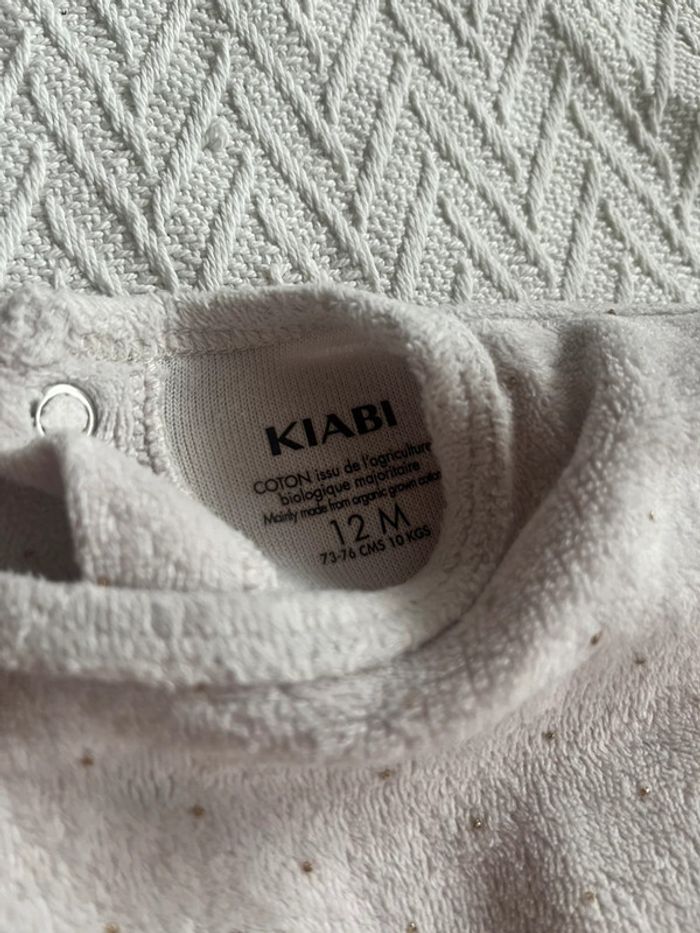 KIABI
COTON issu de l'agriculture
biologique majoritaire
Mainly made from organic grown cotton
12 M
73-76 CMS 10 KGS